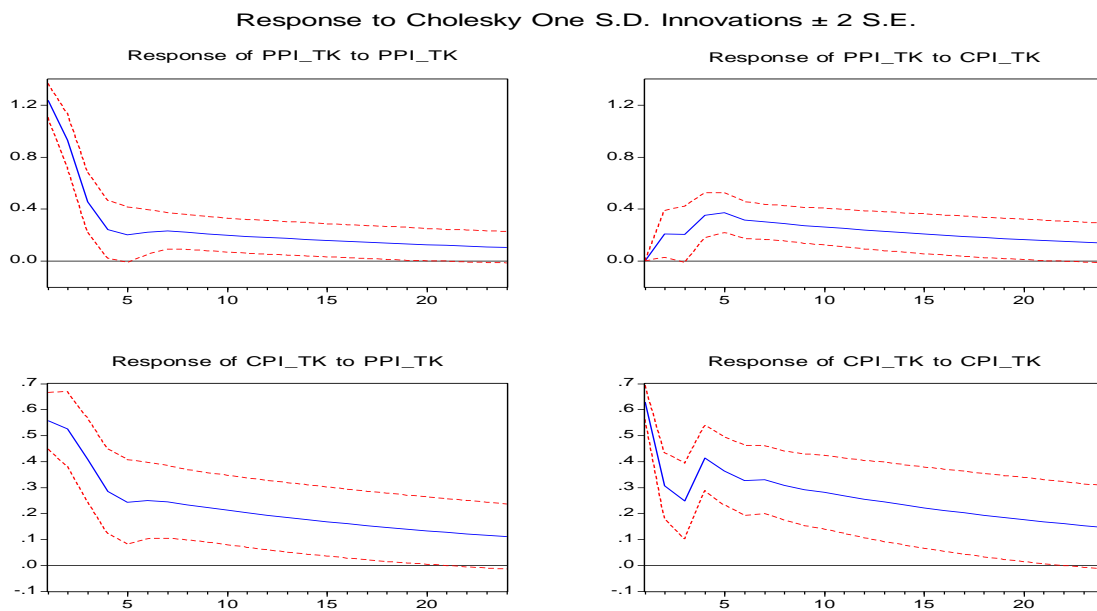 Response to Cholesky One S.D. Innovations ± 2 S.E.
Response of PPI_TK to PPI_TK
1.2
0.8
0.4
0.0
5 10 15 20
Response of PPI_TK to CPI_TK
1.2
0.8
0.4
0.0
5 10 15 20
Response of CPI_TK to PPI_TK
.7
.6
.5
.4
.3
.2
.1
.0
-.1
5 10 15 20
Response of CPI_TK to CPI_TK
.7
.6
.5
.4
.3
.2
.1
.0
-.1
5 10 15 20